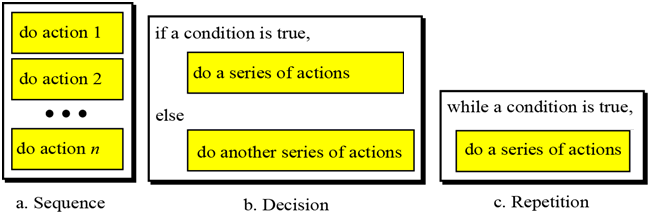 do action 1
do action 2
• • •
do action n
a. Sequence
if a condition is true,
do a series of actions
else
do another series of actions
b. Decision
while a condition is true,
do a series of actions
c. Repetition